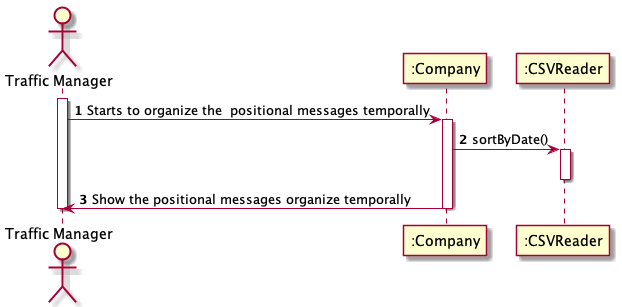 Traffic Manager
:Company
:CSVReader
1 Starts to organize the  positional messages temporally
2 sortByDate()
3 Show the positional messages organize temporally
Traffic Manager
:Company
:CSVReader